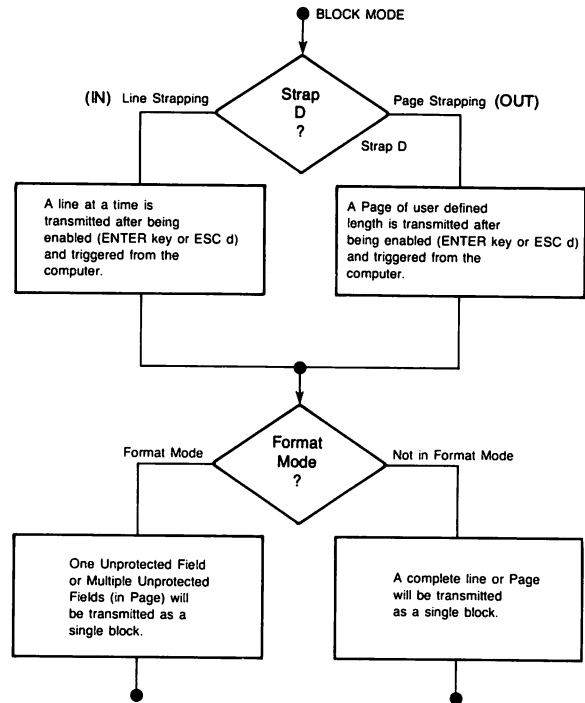 BLOCK MODE
(IN) Line Strapping
Strap
D
?
Page Strapping (OUT)
Strap D
A line at a time is
transmitted after being
enabled (ENTER key or ESC d)
and triggered from the
computer.
A Page of user defined
length is transmitted after
being enabled (ENTER key or ESC d)
and triggered from the
computer.
Format Mode
Format
Mode
?
Not in Format Mode
One Unprotected Field
or Multiple Unprotected
Fields (in Page) will
be transmitted as a
single block.
A complete line or Page
will be transmitted
as a single block.